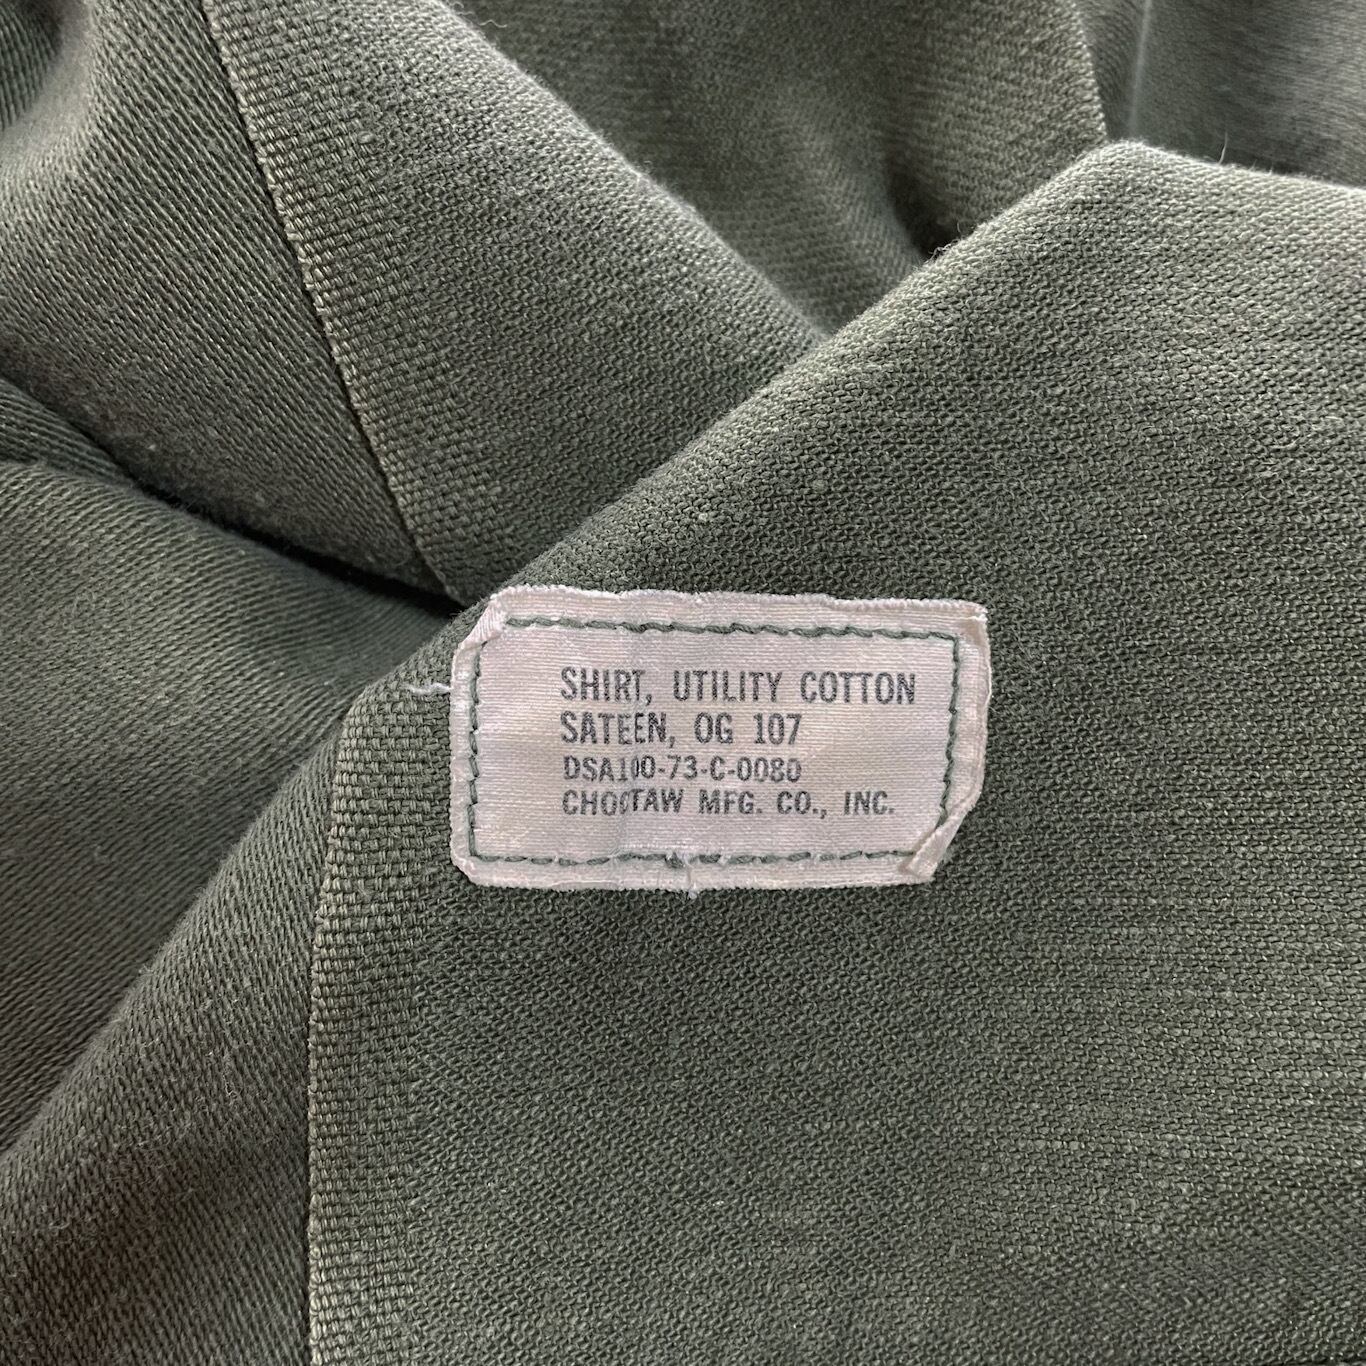 SHIRT, UTILITY COTTON
SATEEN, OG 107
DSA100-73-C-0080
CHOCTAW MFG. CO., INC.